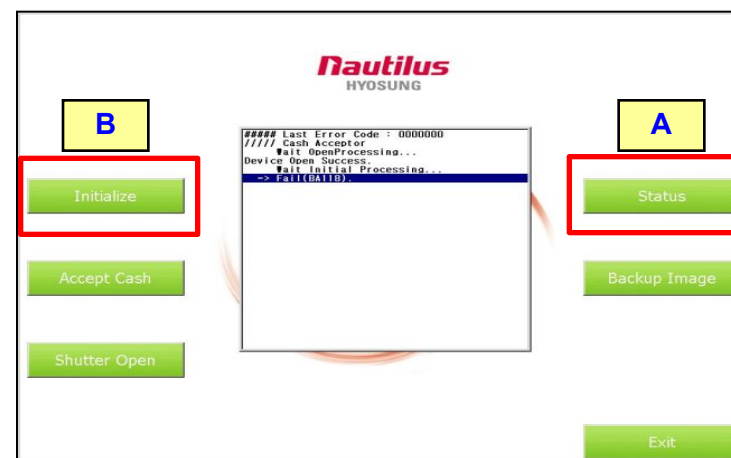 Nautilus
HYOSUNG
B
A
##### Last Error Code : 0000000
///// Cash Acceptor
Wait OpenProcessing...
Device Open Success.
Wait Initial Processing...
-> Fail(BA118).
Initialize
Status
Accept Cash
Backup Image
Shutter Open
Exit